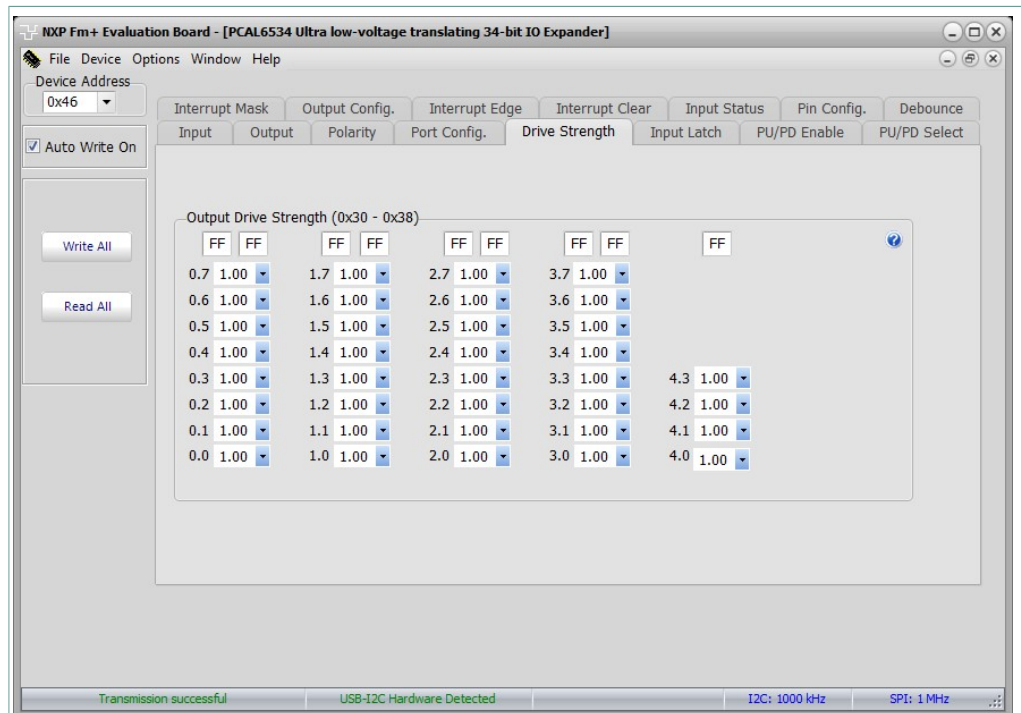 NXP Fm+ Evaluation Board - [PCAL6534 Ultra low-voltage translating 34-bit IO Expander]
File Device Options Window Help
Device Address
0x46
Auto Write On
Write All
Read All
Interrupt Mask Output Config. Interrupt Edge Interrupt Clear Input Status Pin Config. Debounce
Input Output Polarity Port Config. Drive Strength Input Latch PU/PD Enable PU/PD Select
Output Drive Strength (0x30 - 0x38)
FF FF FF FF FF FF FF FF FF
0.7 1.00 1.7 1.00 2.7 1.00 3.7 1.00
0.6 1.00 1.6 1.00 2.6 1.00 3.6 1.00
0.5 1.00 1.5 1.00 2.5 1.00 3.5 1.00
0.4 1.00 1.4 1.00 2.4 1.00 3.4 1.00
0.3 1.00 1.3 1.00 2.3 1.00 3.3 1.00 4.3 1.00
0.2 1.00 1.2 1.00 2.2 1.00 3.2 1.00 4.2 1.00
0.1 1.00 1.1 1.00 2.1 1.00 3.1 1.00 4.1 1.00
0.0 1.00 1.0 1.00 2.0 1.00 3.0 1.00 4.0 1.00
Transmission successful USB-I2C Hardware Detected I2C: 1000 kHz SPI: 1 MHz